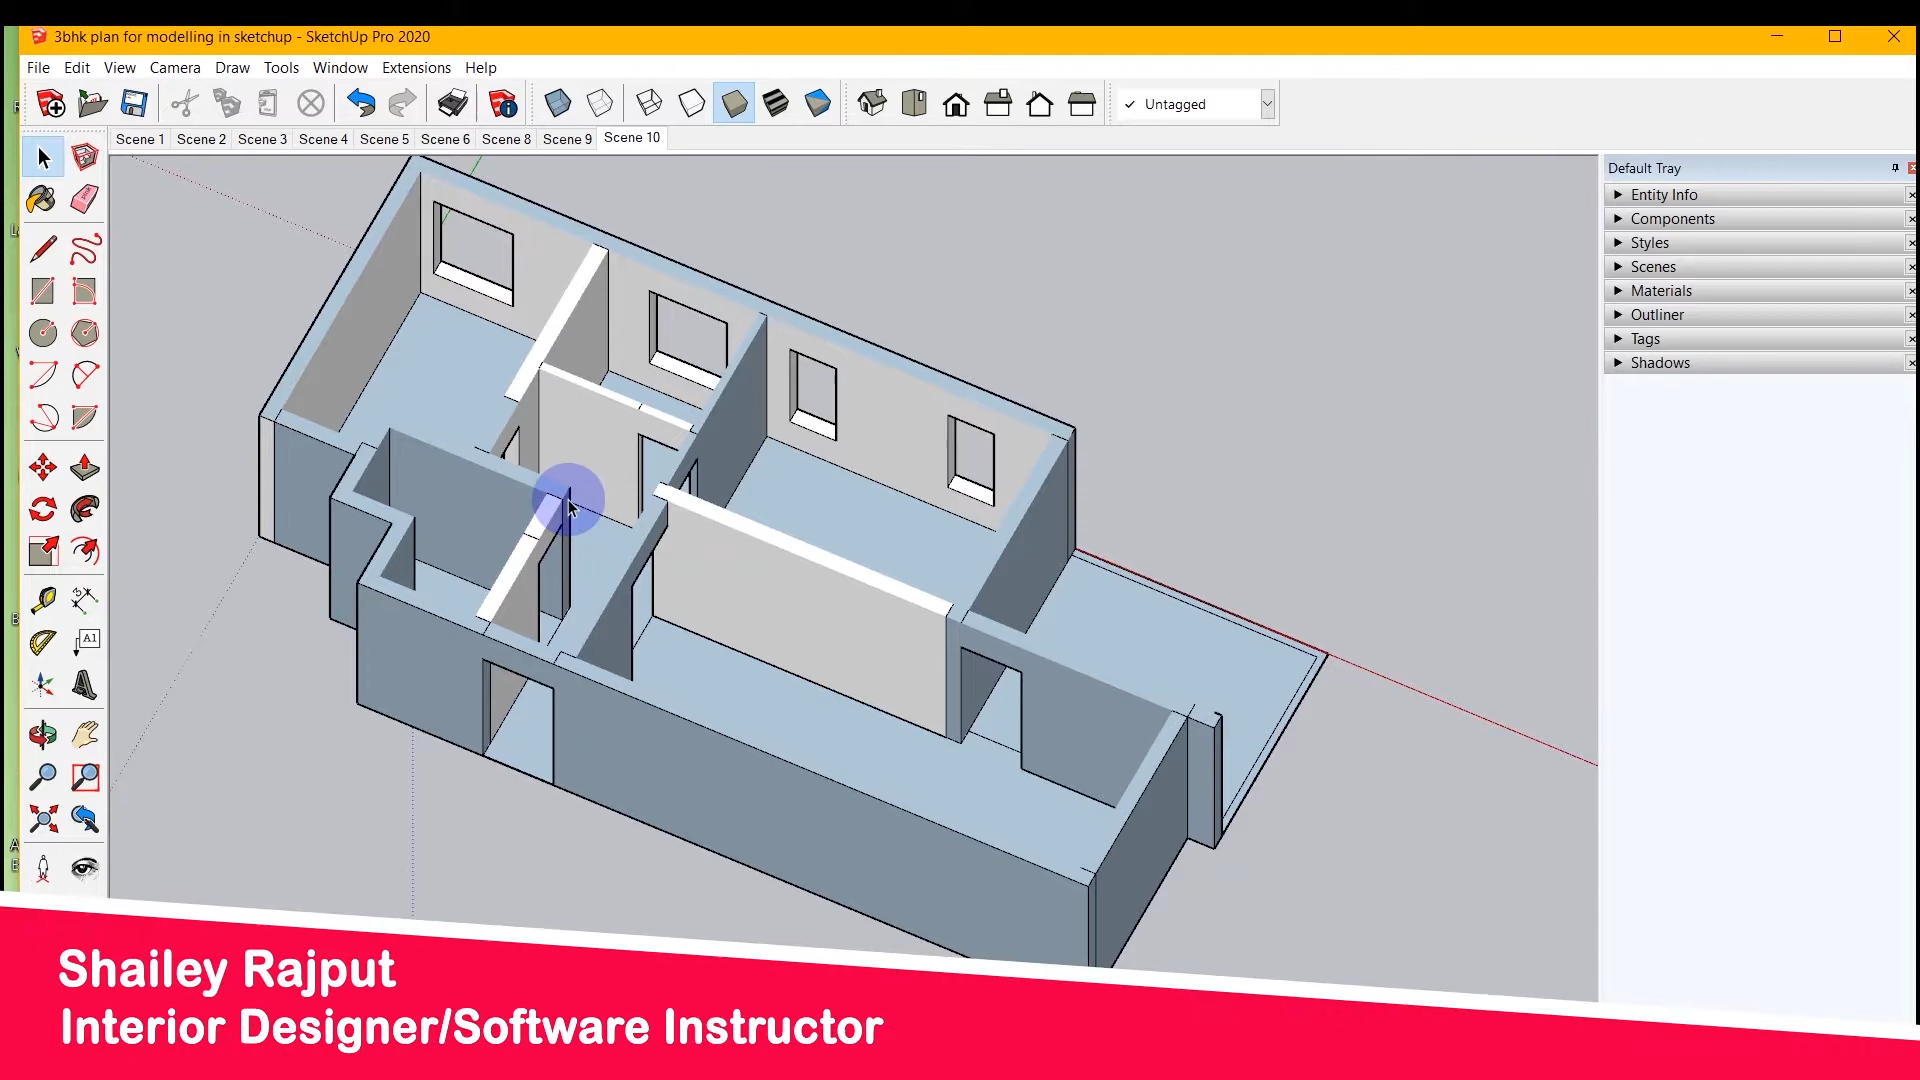 3bhk plan for modelling in sketchup - SketchUp Pro 2020
File Edit View Camera Draw Tools Window Extensions Help
✓ Untagged
Scene 1 Scene 2 Scene 3 Scene 4 Scene 5 Scene 6 Scene 8 Scene 9 Scene 10
Default Tray
Entity Info
Components
Styles
Scenes
Materials
Outliner
Tags
Shadows
A1
Shailey Rajput
Interior Designer/Software Instructor